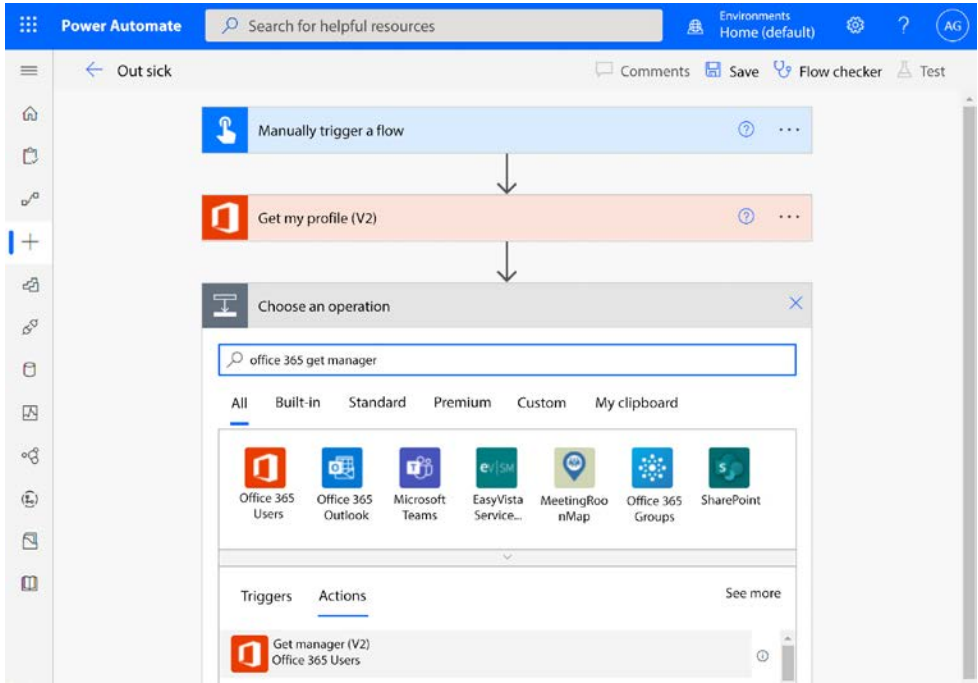 Power Automate
Search for helpful resources
Environments
Home (default)
?
AG
Out sick
Comments
Save
Flow checker
Test
Manually trigger a flow
Get my profile (V2)
Choose an operation
office 365 get manager
All
Built-in
Standard
Premium
Custom
My clipboard
Office 365
Users
Office 365
Outlook
Microsoft
Teams
ev|SM
EasyVista
Service...
MeetingRoo
nMap
Office 365
Groups
SharePoint
Triggers
Actions
See more
Get manager (V2)
Office 365 Users